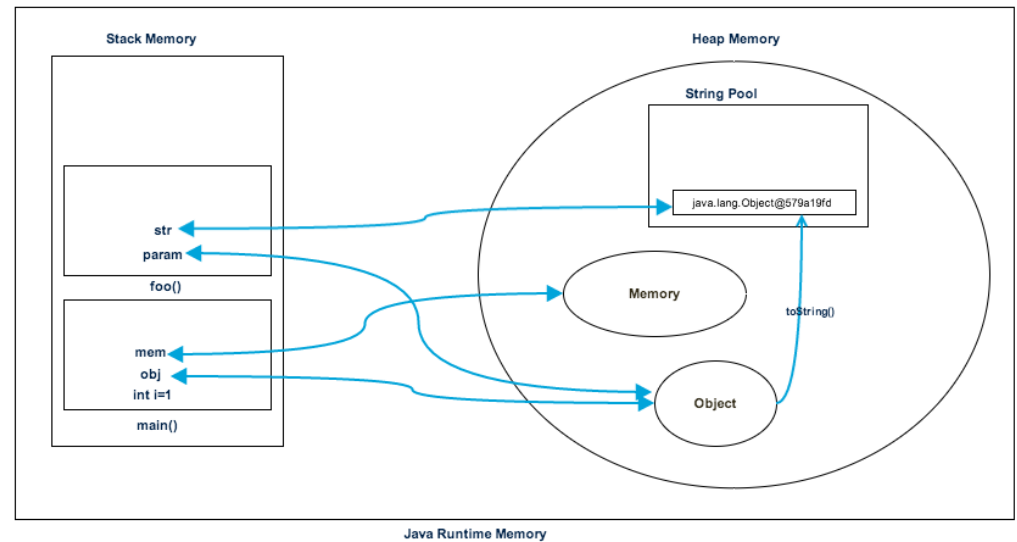 Stack Memory
Heap Memory
String Pool
java.lang.Object@579a19fd
str
param
foo()
Memory
toString()
mem
obj
int i=1
main()
Object
Java Runtime Memory